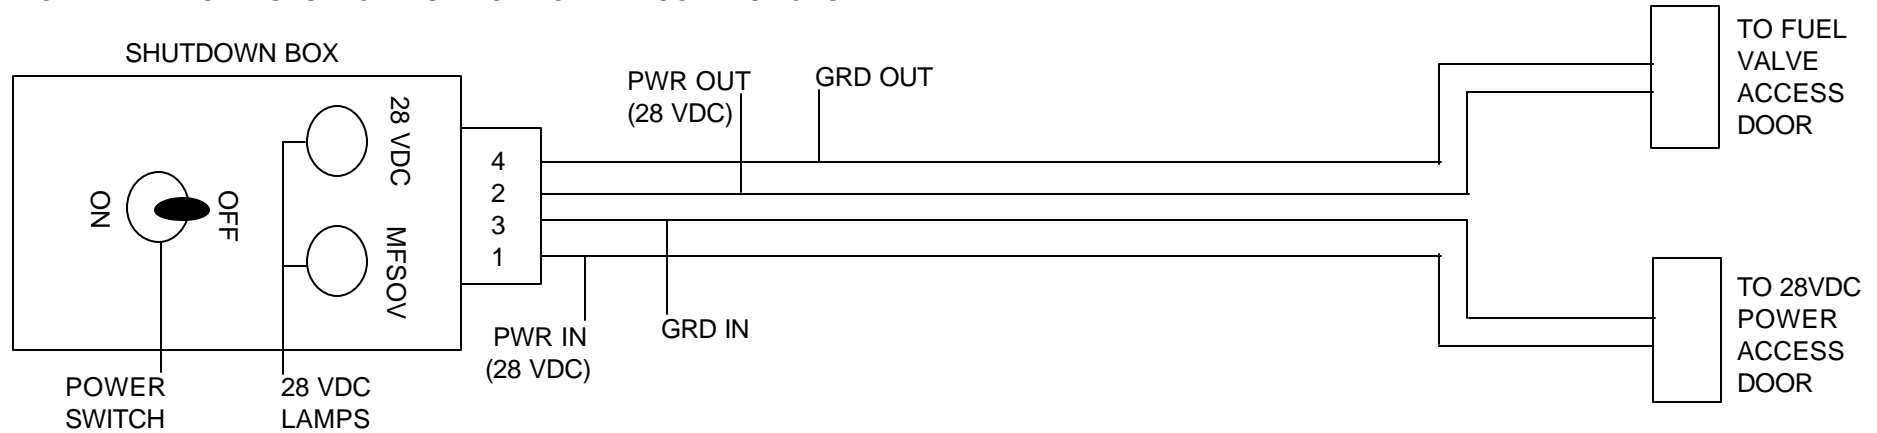 SHUTDOWN BOX
28 VDC
MFSOV
ON
OFF
4
2
3
1
PWR OUT
(28 VDC)
GRD OUT
PWR IN
(28 VDC)
GRD IN
POWER
SWITCH
28 VDC
LAMPS
TO FUEL
VALVE
ACCESS
DOOR
TO 28VDC
POWER
ACCESS
DOOR